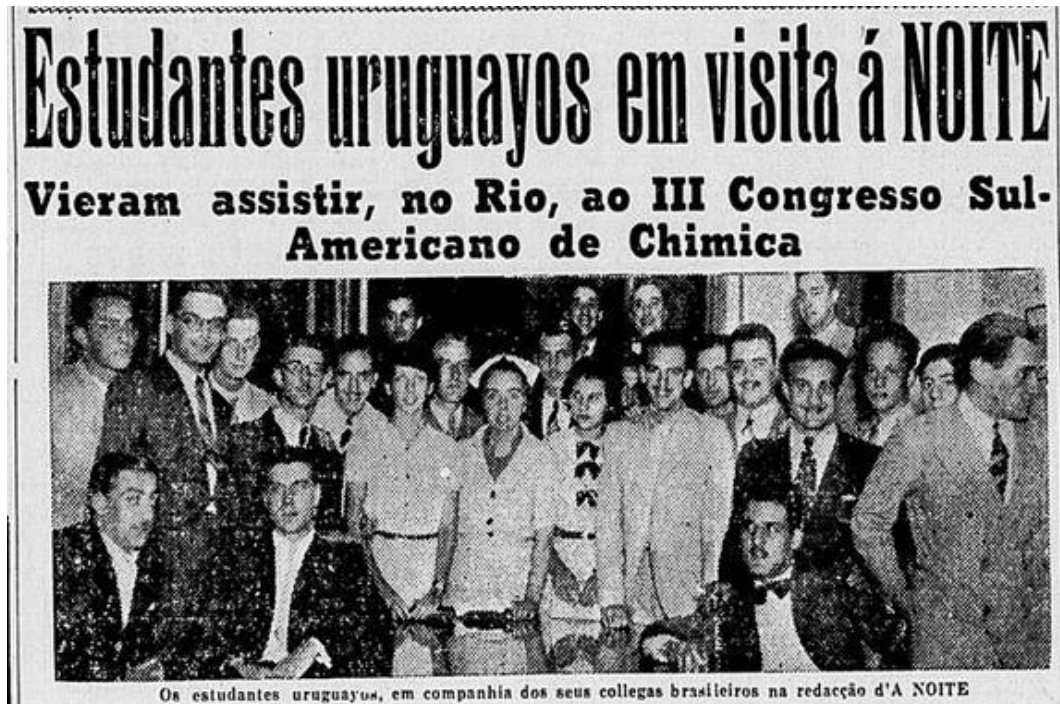 Estudantes uruguayos em visita á NOITE
Vieram assistir, no Rio, ao III Congresso Sul-
Americano de Chimica
Os estudantes uruguayos, em companhia dos seus collegas brasileiros na redacção d'A NOITE